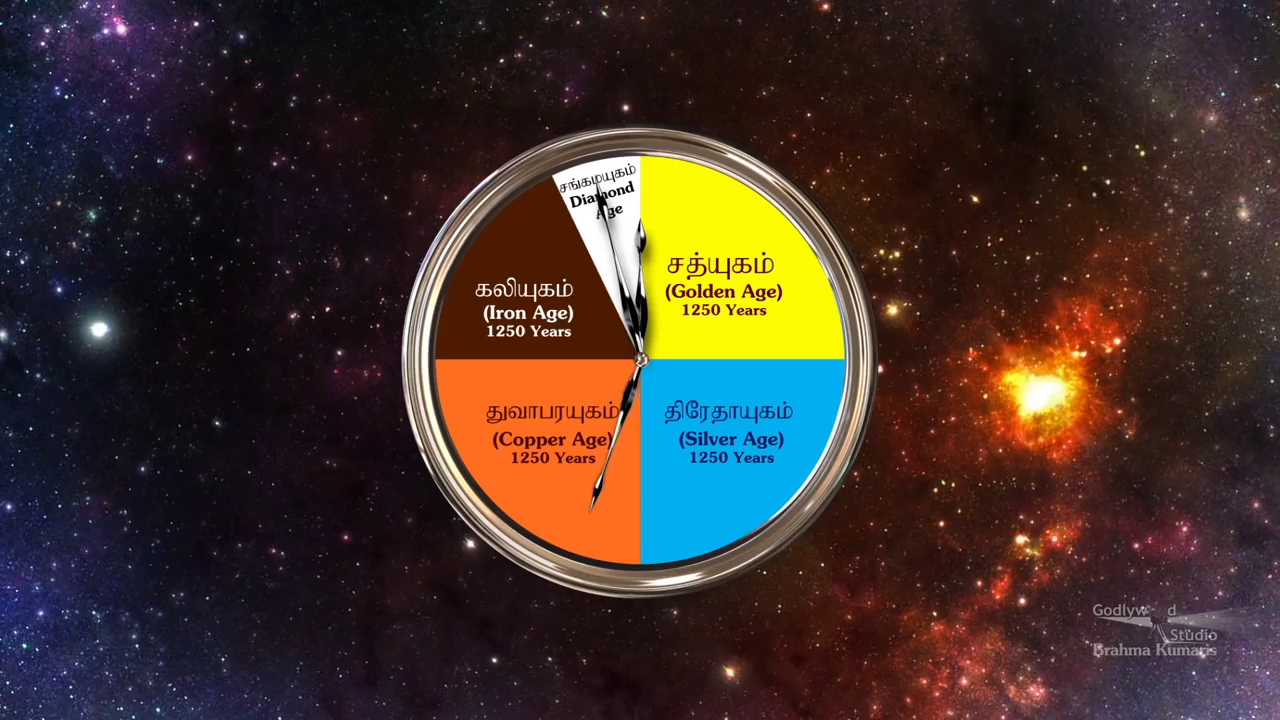 சங்கமயுகம்
Diamond
Age
சத்யுகம்
(Golden Age)
1250 Years
கலியுகம்
(Iron Age)
1250 Years
துவாபரயுகம்
(Copper Age)
1250 Years
திரேதாயுகம்
(Silver Age)
1250 Years
Studio
Brahma Kumaris